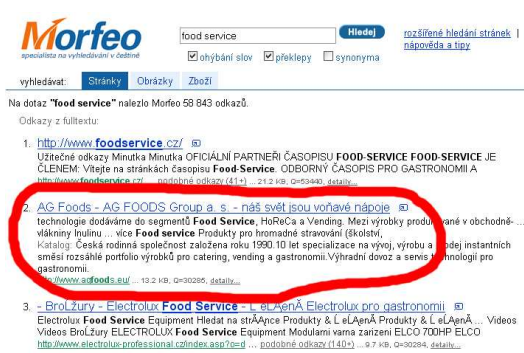 Morfeo
specialista na vyhledávání v češtině
food service
Hledej
rozšířené hledání stránek |
nápověda a tipy
ohýbání slov překlepy synonyma
vyhledávat: Stránky Obrázky Zboží
Na dotaz "food service" nalezlo Morfeo 58 843 odkazů.
Odkazy z fulltextu:
1. http://www.foodservice.cz/
Užitečné odkazy Minutka Minutka OFICIÁLNÍ PARTNEŘI ČASOPISU FOOD-SERVICE FOOD-SERVICE JE
ČLENEM: Vítejte na stránkách časopisu Food-Service. ODBORNÝ ČASOPIS PRO GASTRONOMII A
http://www.foodservice.cz/ ... podobné odkazy (41+) ... 21.2 KB, Q=53440, detaily...
2. AG Foods - AG FOODS Group a. s. - náš svět jsou voňavé nápoje
technologie dodáváme do segmentů Food Service, HoReCa a Vending. Mezi výrobky produkované v obchodně- ...
vlákniny Inulinu ... více Food service Produkty pro hromadné stravování (školství,
Katalog: Česká rodinná společnost založena roku 1990.10 let specializace na vývoj, výrobu a prodej instantních
směsí rozsáhlé portfolio výrobků pro catering, vending a gastronomii.Výhradní dovoz a servis technologií pro
gastronomii.
http://www.agfoods.eu/ ... 13.2 KB, Q=30285, detaily...
3. - BroĹžury - Electrolux Food Service - Ĺ eĹAęnĂ­ Electrolux pro gastronomii
Electrolux Food Service Equipment Hledat na strĂAnce Produkty & Ĺ eĹAęnĂ­ Produkty & Ĺ eĹAęnĂ­ ... Videos
Videos BroĹžury ELECTROLUX Food Service Equipment Modulami varna zarizeni ELCO 700HP ELCO
http://www.electrolux-professional.cz/index.asp?o=d ... podobné odkazy (140+) ... 9.7 KB, Q=30284, detaily...